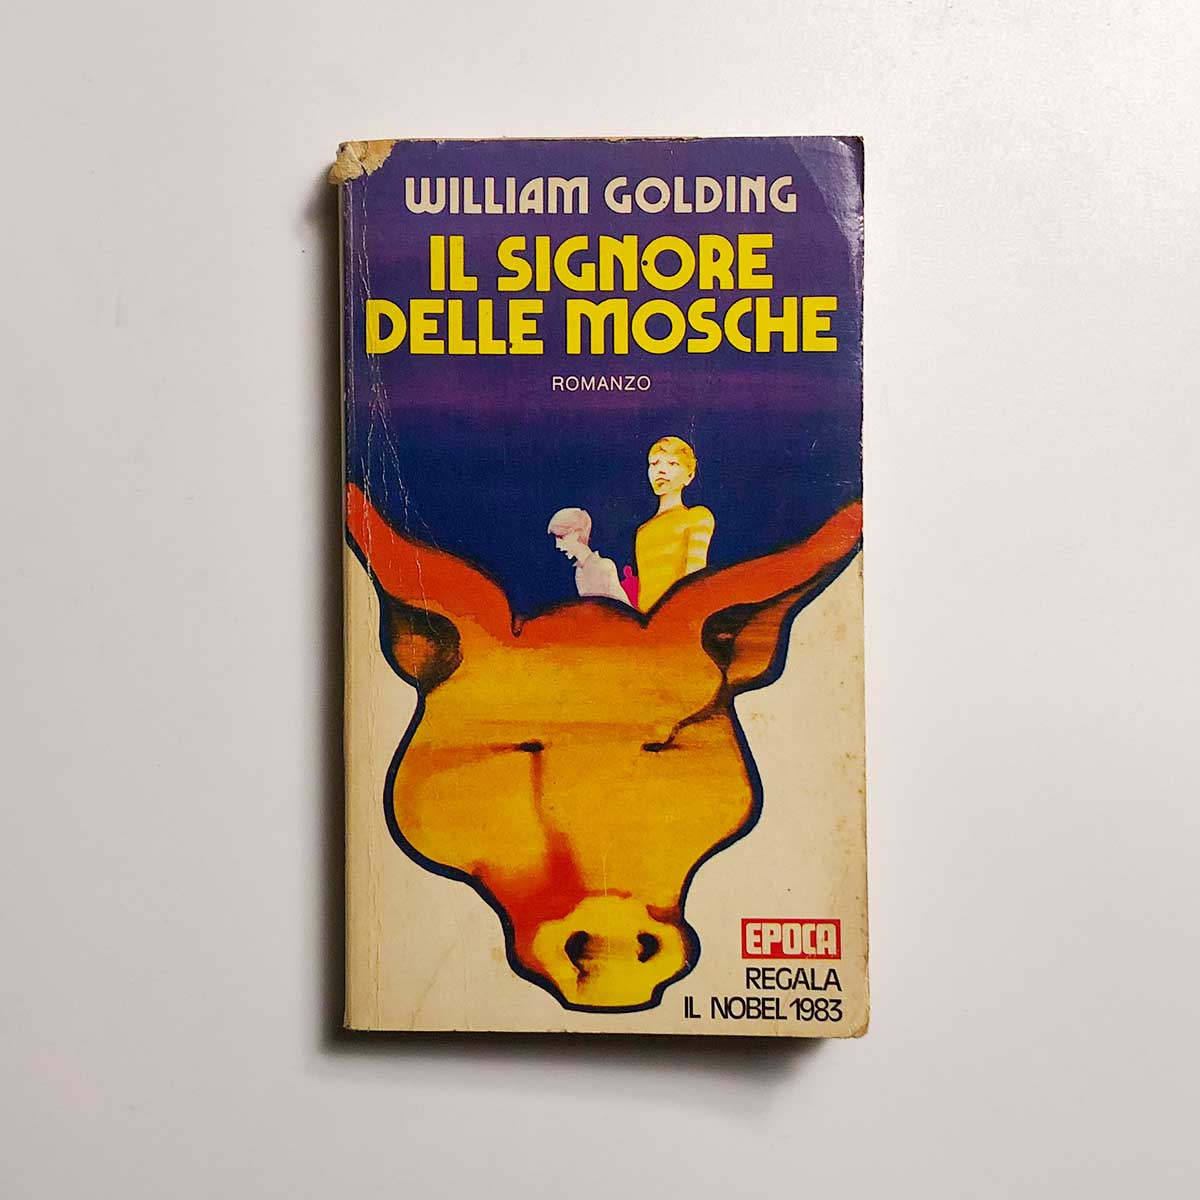 WILLIAM GOLDING
IL SIGNORE
DELLE MOSCHE
ROMANZO
EPOCA
REGALA
IL NOBEL 1983